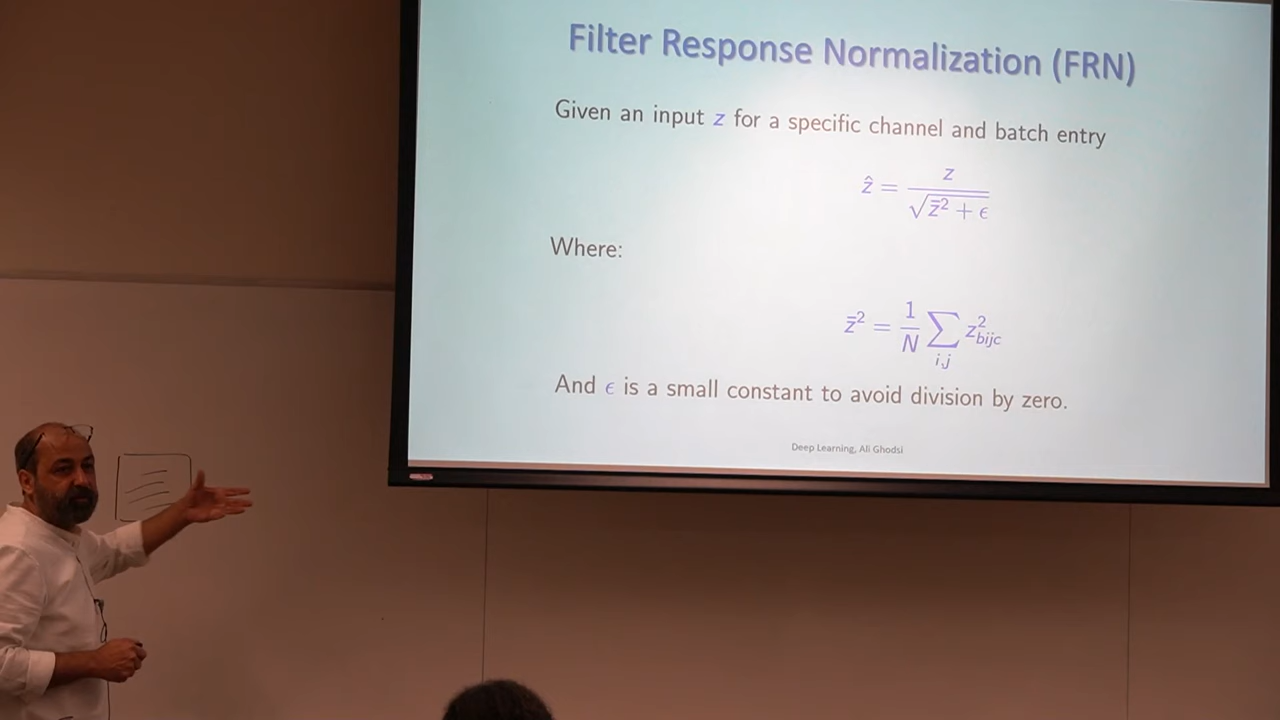 Filter Response Normalization (FRN)
Given an input z for a specific channel and batch entry
ẑ = z / √(z̄² + ϵ)
Where:
z̄² = 1/N ∑_{i,j} z²_{bijc}
And ϵ is a small constant to avoid division by zero.
Deep Learning, Ali Ghodsi